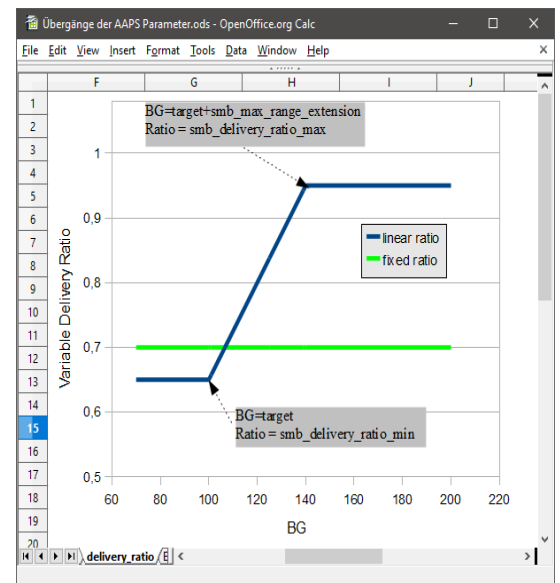 Übergänge der AAPS Parameter.ods - OpenOffice.org Calc
File Edit View Insert Format Tools Data Window Help
F G H I J
1
2
3
4
5
6
7
8
9
10
11
12
13
14
15
16
17
18
19
20
BG=target+smb_max_range_extension
Ratio = smb_delivery_ratio_max
1
0,9
0,8
0,7
0,6
0,5
Variable Delivery Ratio
linear ratio
fixed ratio
BG=target
Ratio = smb_delivery_ratio_min
60 80 100 120 140 160 180 200 220
BG
delivery_ratio